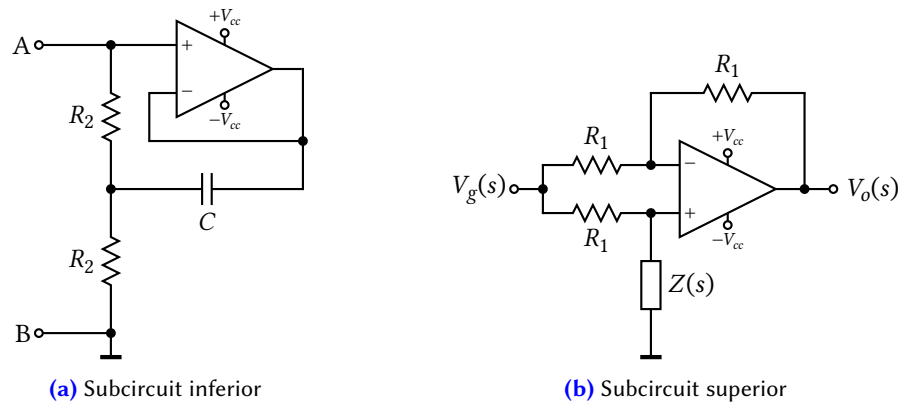 A
+V_cc
+
−
−V_cc
R_2
C
R_2
B
(a) Subcircuit inferior
R_1
R_1
+V_cc
V_g(s)
−
+
V_o(s)
R_1
−V_cc
Z(s)
(b) Subcircuit superior